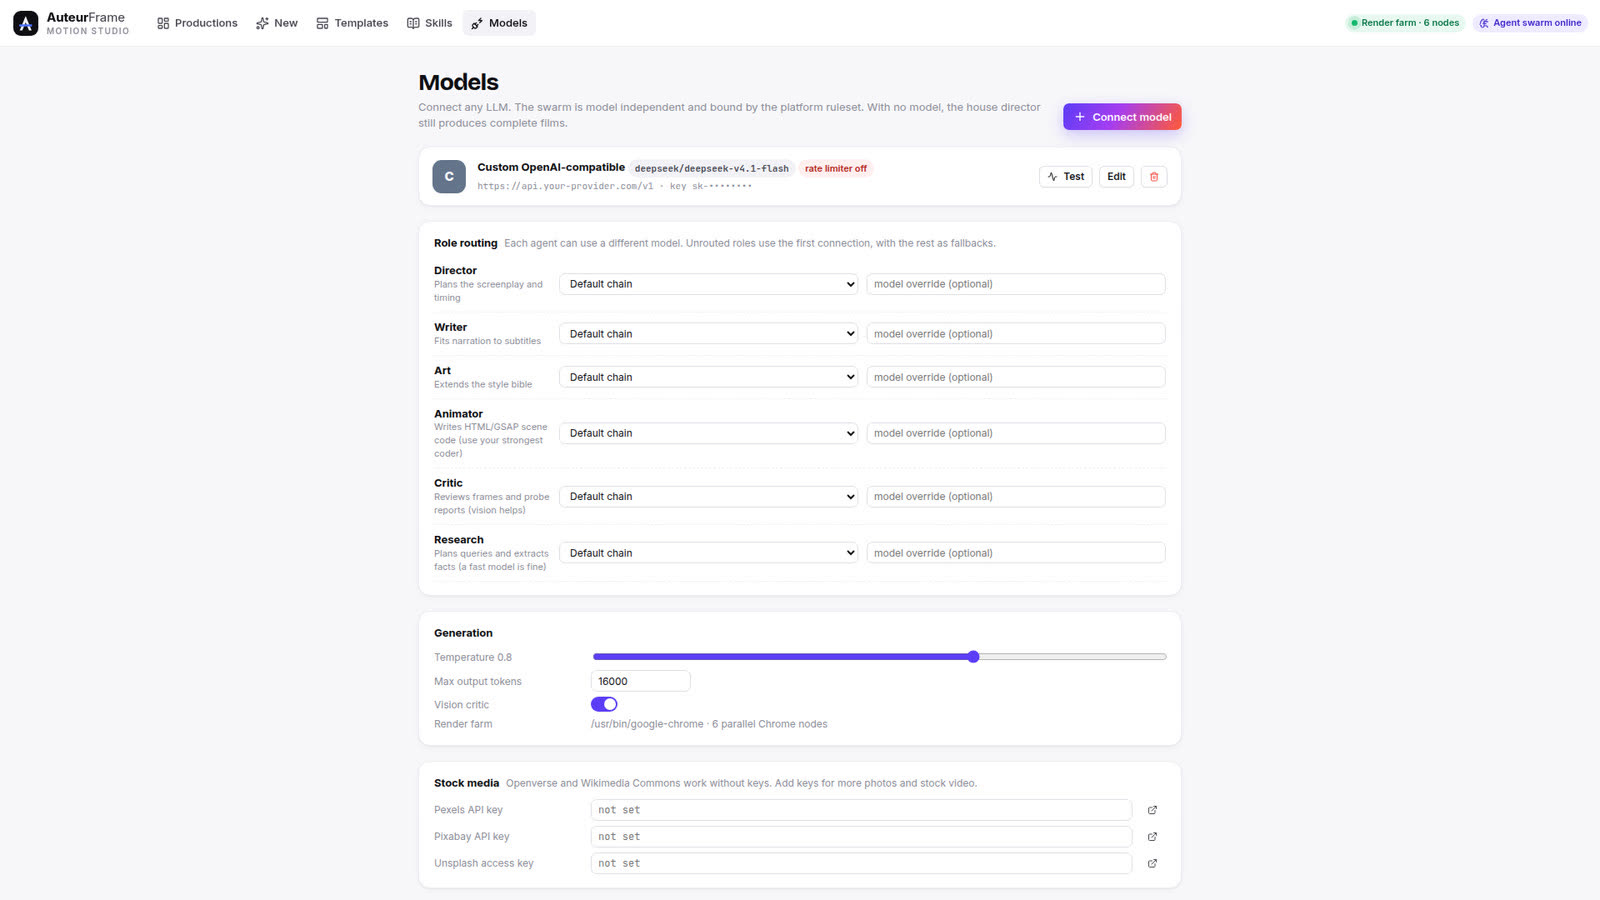 AuteurFrame
MOTION STUDIO
Productions
New
Templates
Skills
Models
Render farm · 6 nodes
Agent swarm online
Models
Connect any LLM. The swarm is model independent and bound by the platform ruleset. With no model, the house director
still produces complete films.
Connect model
C
Custom OpenAI-compatible deepseek/deepseek-v4.1-flash rate limiter off
https://api.your-provider.com/v1 · key sk-••••••••
Test
Edit
Role routing Each agent can use a different model. Unrouted roles use the first connection, with the rest as fallbacks.
Director
Plans the screenplay and
timing
Default chain
model override (optional)
Writer
Fits narration to subtitles
Default chain
model override (optional)
Art
Extends the style bible
Default chain
model override (optional)
Animator
Writes HTML/GSAP scene
code (use your strongest
coder)
Default chain
model override (optional)
Critic
Reviews frames and probe
reports (vision helps)
Default chain
model override (optional)
Research
Plans queries and extracts
facts (a fast model is fine)
Default chain
model override (optional)
Generation
Temperature 0.8
Max output tokens
16000
Vision critic
Render farm
/usr/bin/google-chrome · 6 parallel Chrome nodes
Stock media Openverse and Wikimedia Commons work without keys. Add keys for more photos and stock video.
Pexels API key
not set
Pixabay API key
not set
Unsplash access key
not set